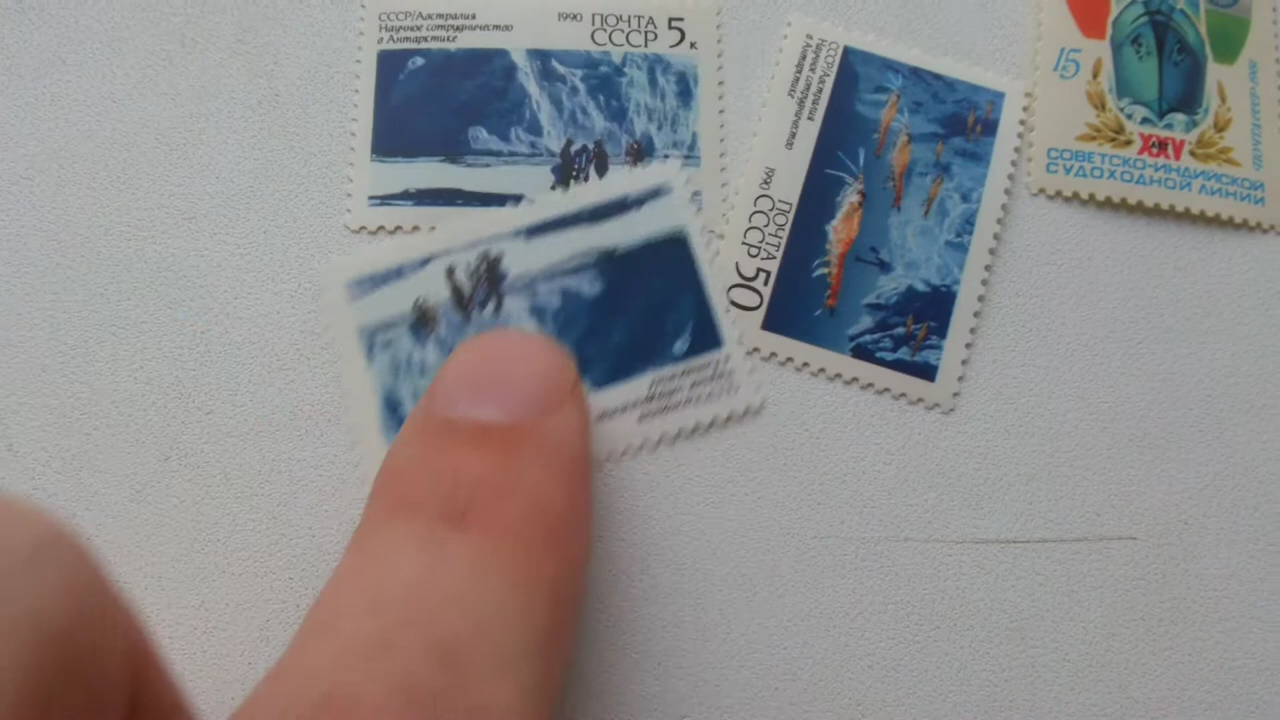 СССР/Австралия
Научное сотрудничество
в Антарктике
1990 ПОЧТА
СССР 5к
СССР/Австралия
Научное сотрудничество
в Антарктике
1990 ПОЧТА
СССР 50
15
XXV
ЛЕТ
СОВЕТСКО-ИНДИЙСКОЙ
СУДОХОДНОЙ ЛИНИИ